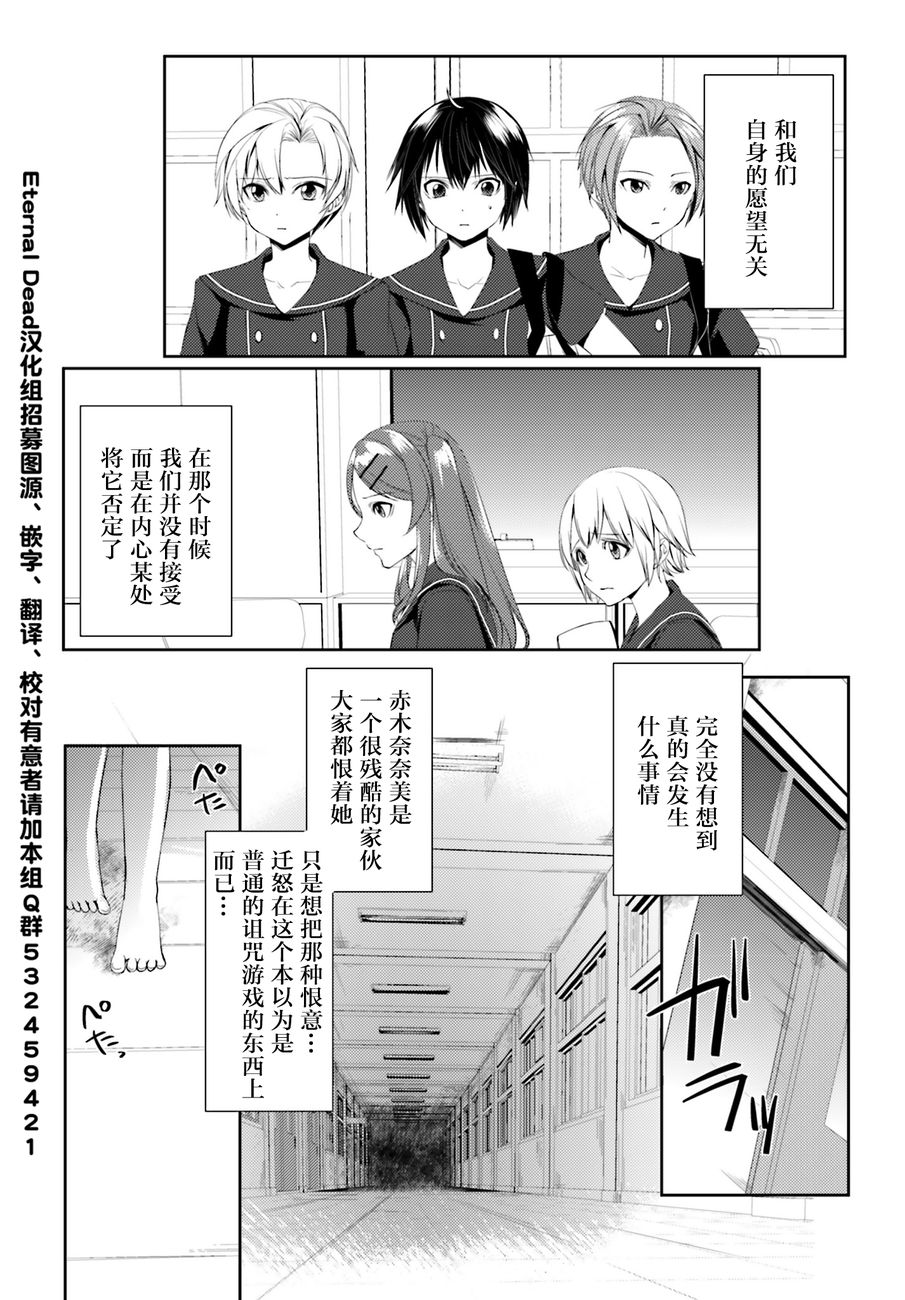 和我们
自身的愿望无关
在那个时候
我们并没有接受
而是在内心某处
将它否定了
完全没有想到
真的会发生
什么事情
ガラッ
赤木奈奈美是
一个很残酷的家伙
大家都恨着她
只是想把那种恨意…
迁怒在这个本以为是
普通的诅咒游戏的东西上
而已…
ペ
た
ペ
たっ
Eternal Dead汉化组招募图源、嵌字、翻译、校对有意者请加本组Q群532459421